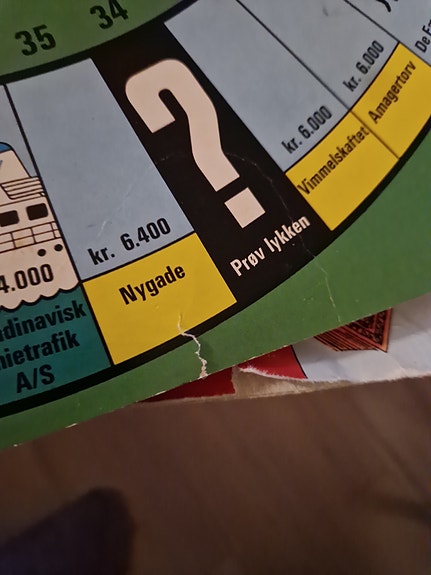 35
34
?
kr. 6.000
kr. 6.000
Amagertorv
Vimmelskaftet
Prøv lykken
kr. 6.400
Nygade
4.000
dinavisk
nietrafik
A/S